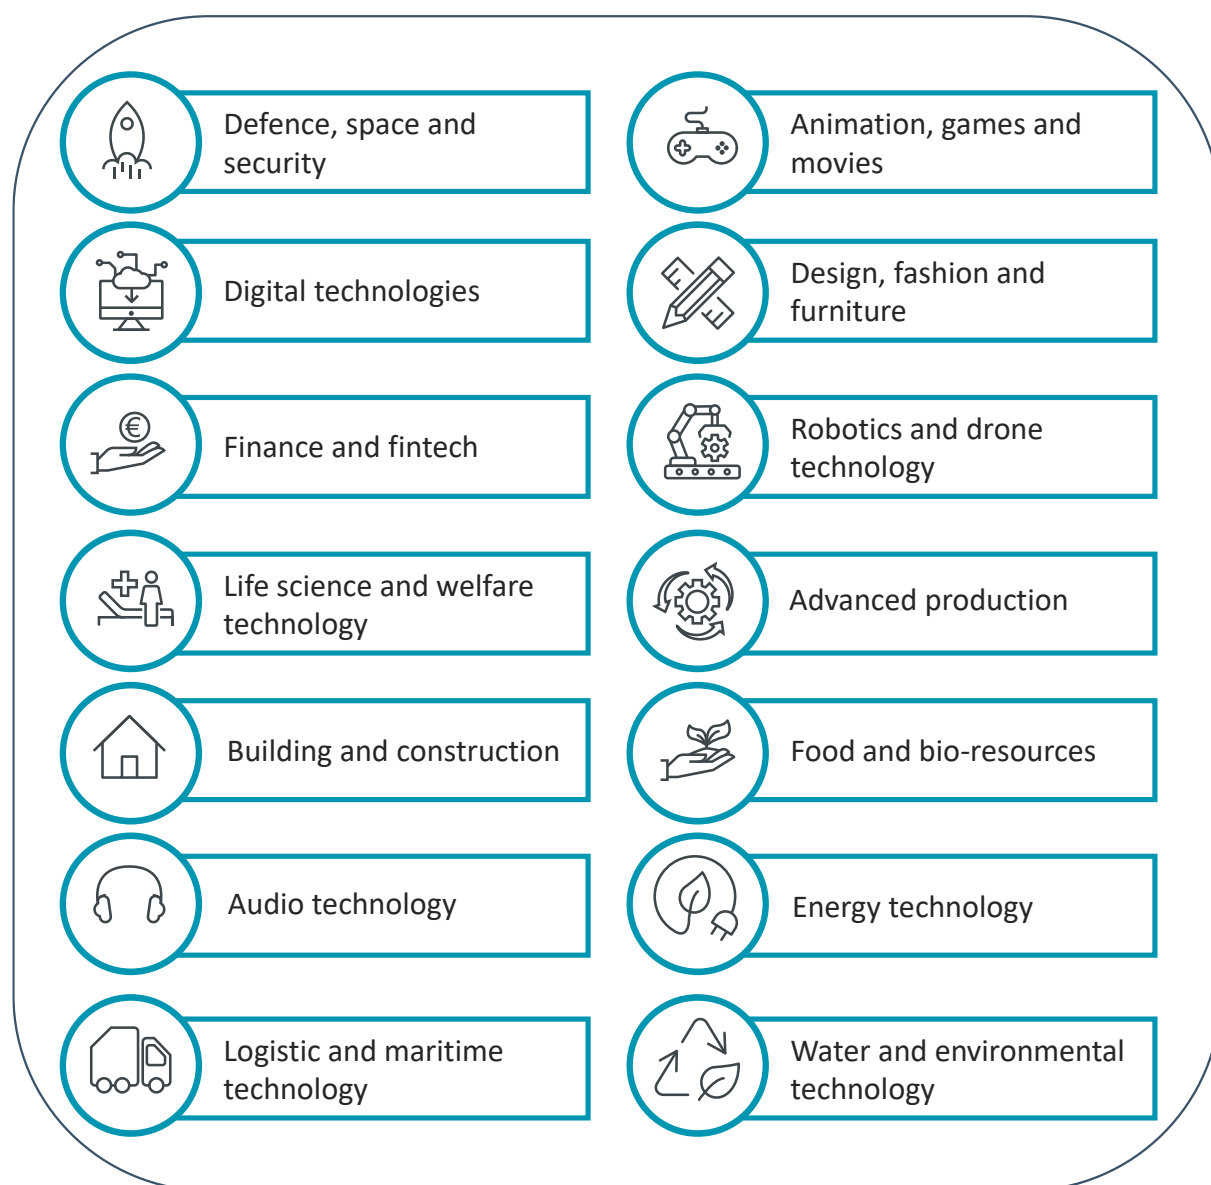 Defence, space and
security
Animation, games and
movies
Digital technologies
Design, fashion and
furniture
€
Finance and fintech
Robotics and drone
technology
Life science and welfare
technology
Advanced production
Building and construction
Food and bio-resources
Audio technology
Energy technology
Logistic and maritime
technology
Water and environmental
technology